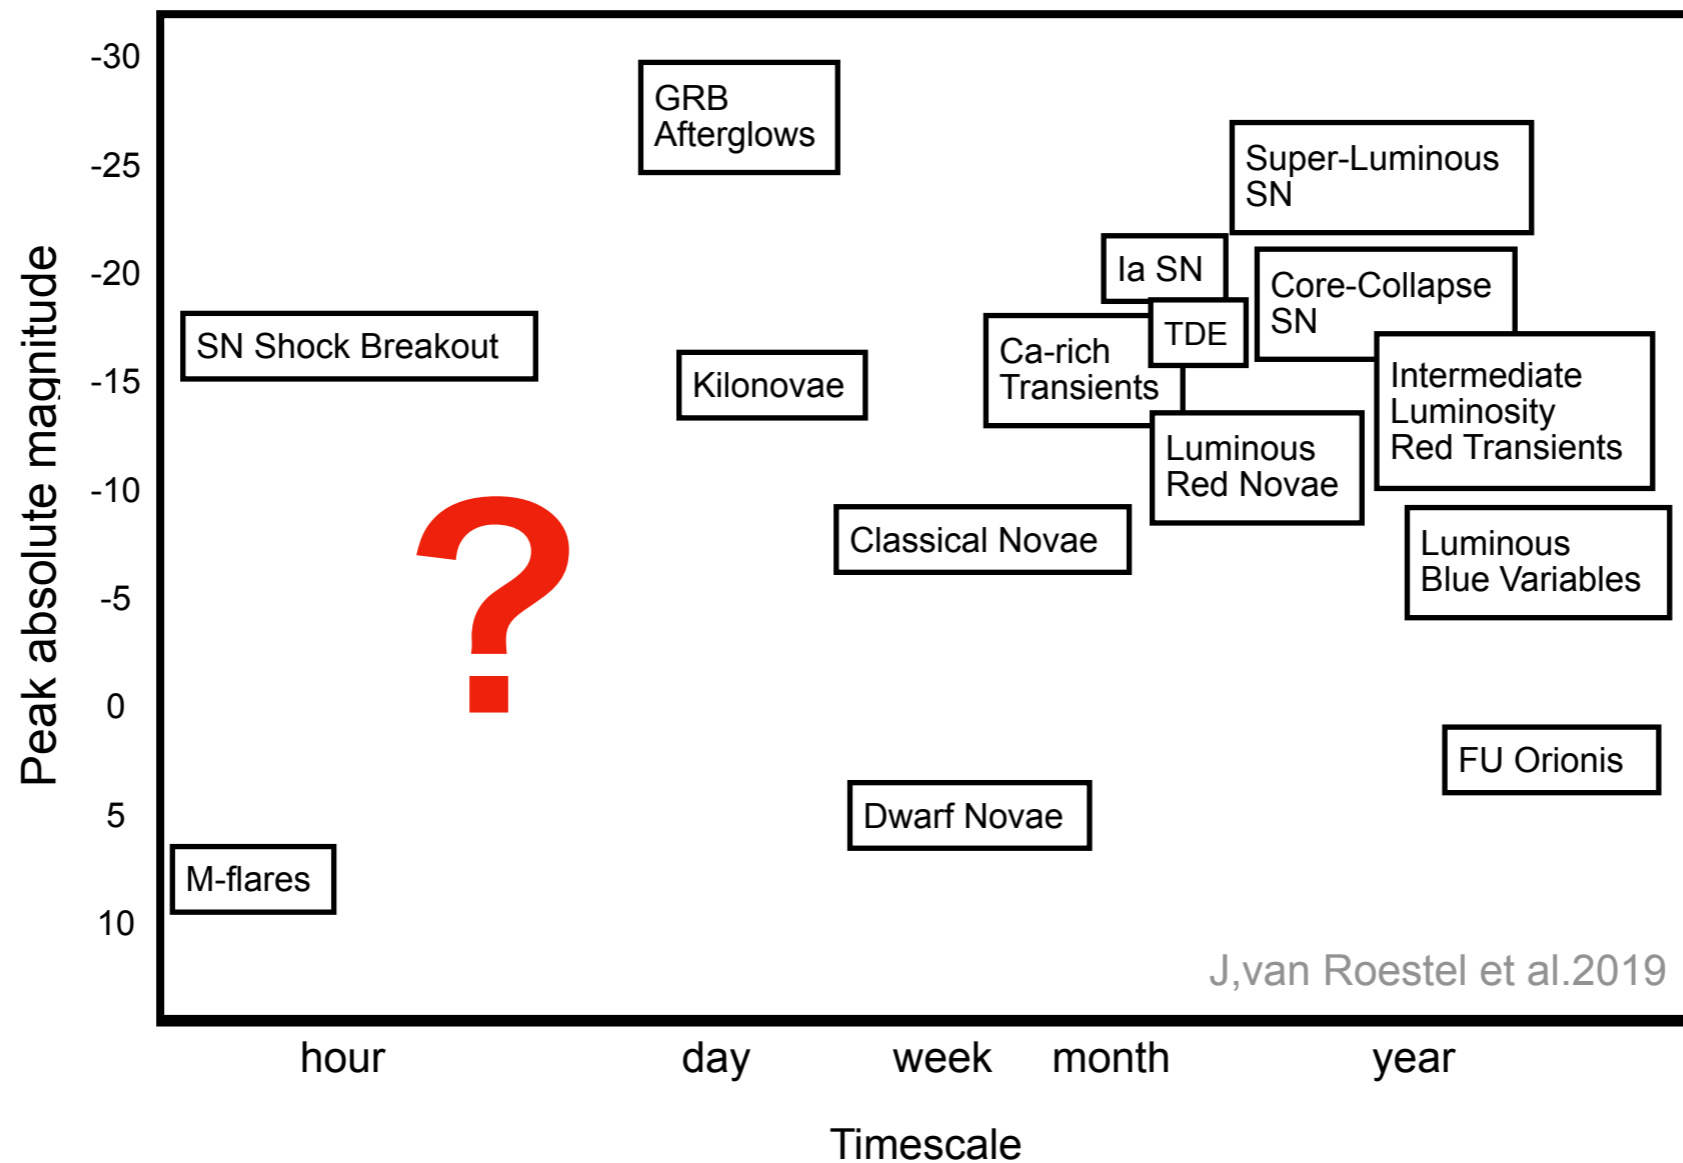 -30
-25
-20
-15
-10
-5
0
5
10
Peak absolute magnitude
GRB
Afterglows
Super-Luminous
SN
Ia SN
Core-Collapse
SN
SN Shock Breakout
TDE
Ca-rich
Transients
Kilonovae
Intermediate
Luminosity
Red Transients
Luminous
Red Novae
?
Classical Novae
Luminous
Blue Variables
FU Orionis
Dwarf Novae
M-flares
J,van Roestel et al.2019
hour day week month year
Timescale